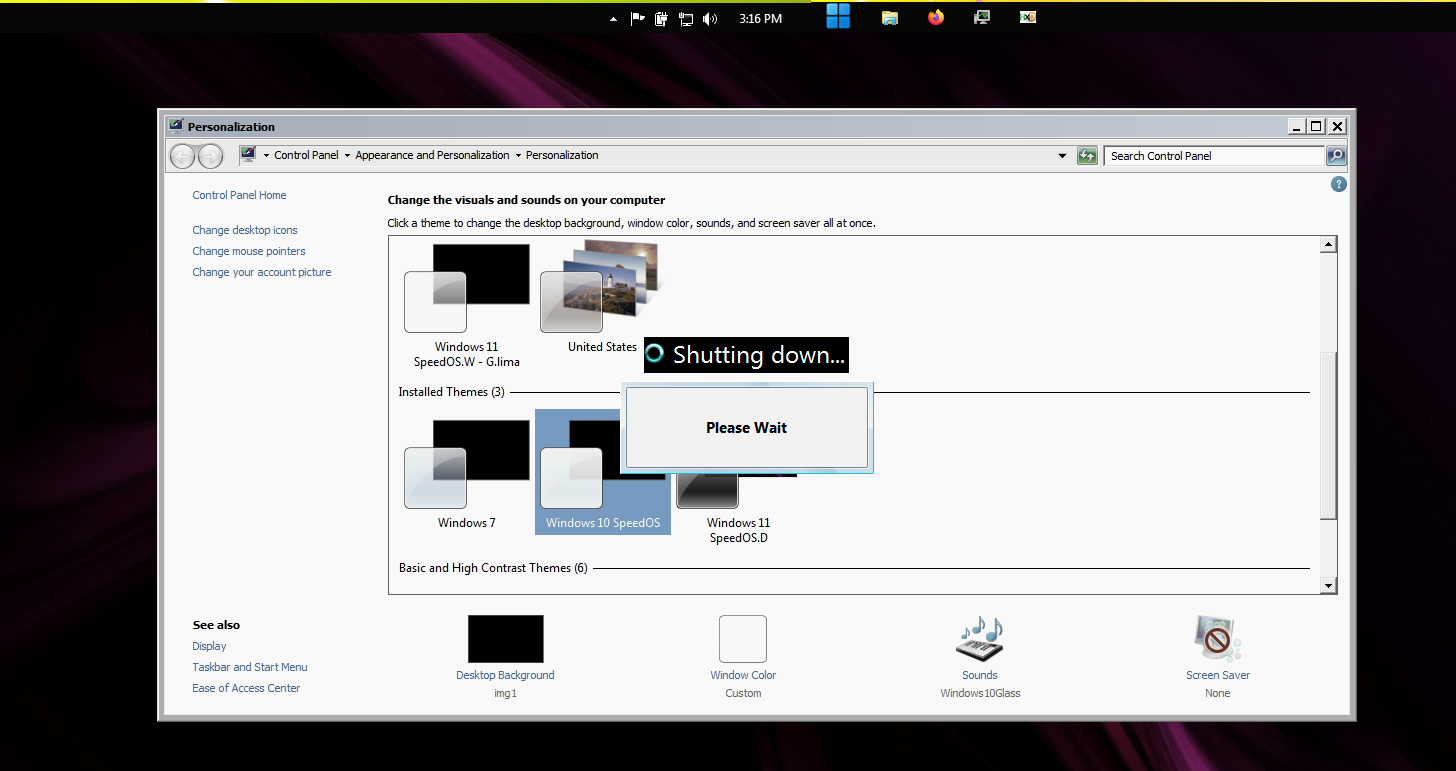 3:16 PM
Personalization
Control Panel Appearance and Personalization Personalization
Search Control Panel
?
Control Panel Home
Change desktop icons
Change mouse pointers
Change your account picture
Change the visuals and sounds on your computer
Click a theme to change the desktop background, window color, sounds, and screen saver all at once.
Windows 11
SpeedOS.W - G.lima
United States
Shutting down...
Please Wait
Installed Themes (3)
Windows 7
Windows 10 SpeedOS
Windows 11
SpeedOS.D
Basic and High Contrast Themes (6)
See also
Display
Taskbar and Start Menu
Ease of Access Center
Desktop Background
img1
Window Color
Custom
Sounds
Windows10Glass
Screen Saver
None